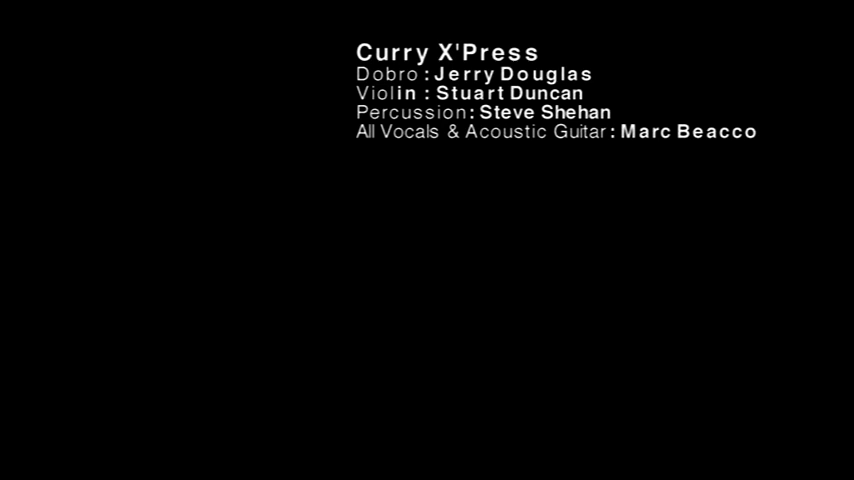 Curry X'Press
Dobro : Jerry Douglas
Violin : Stuart Duncan
Percussion : Steve Shehan
All Vocals & Acoustic Guitar : Marc Beacco